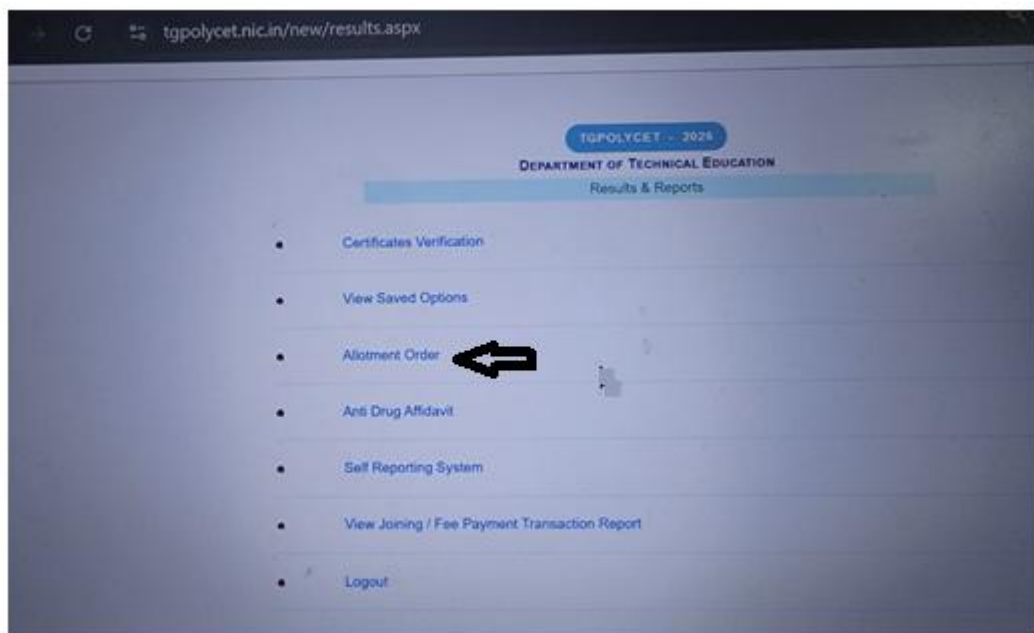 tgpolycet.nic.in/new/results.aspx
TGPOLYCET - 2026
DEPARTMENT OF TECHNICAL EDUCATION
Results & Reports
Certificates Verification
View Saved Options
Allotment Order
Anti Drug Affidavit
Self Reporting System
View Joining / Fee Payment Transaction Report
Logout